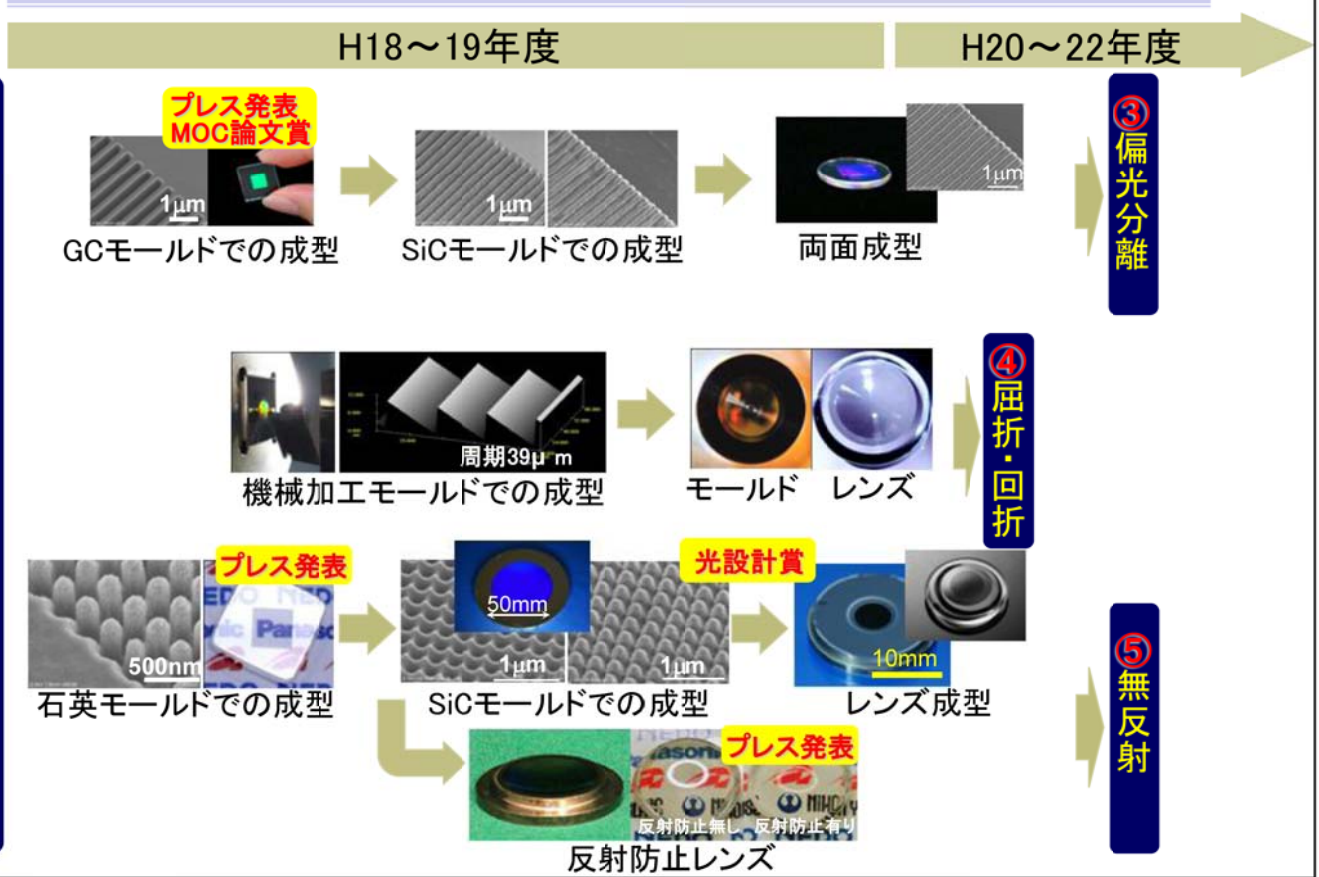 H18～19年度
H20～22年度
プレス発表
MOC論文賞
1μm
1μm
1μm
GCモールドでの成型
SiCモールドでの成型
両面成型
③偏光分離
周期39μm
機械加工モールドでの成型
モールド
レンズ
④屈折・回折
プレス発表
500nm
石英モールドでの成型
50mm
1μm
1μm
SiCモールドでの成型
光設計賞
10mm
レンズ成型
プレス発表
反射防止無し
反射防止有り
反射防止レンズ
⑤無反射